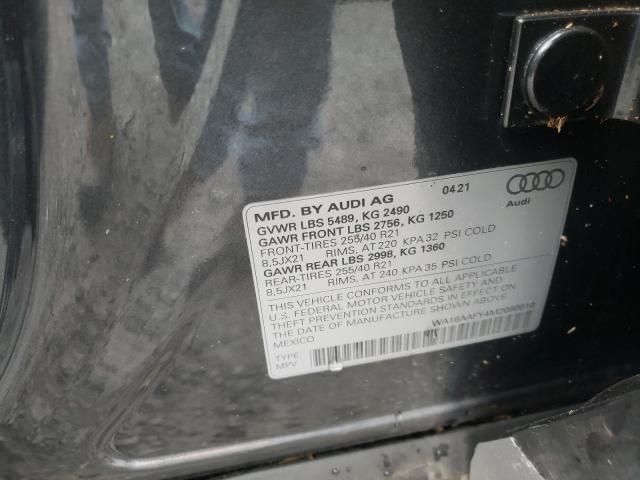 MFD. BY AUDI AG 04 21
Audi
GVWR LBS 5489, KG 2490
GAWR FRONT LBS 2756, KG 1250
FRONT-TIRES 255/40 R21
8,5JX21 RIMS, AT 220 KPA 32 PSI COLD
GAWR REAR LBS 2998, KG 1360
REAR-TIRES 255/40 R21
8,5JX21 RIMS, AT 240 KPA 35 PSI COLD
THIS VEHICLE CONFORMS TO ALL APPLICABLE
U.S. FEDERAL MOTOR VEHICLE SAFETY AND
THEFT PREVENTION STANDARDS IN EFFECT ON
THE DATE OF MANUFACTURE SHOWN ABOVE.
MEXICO
TYPE:
MPV